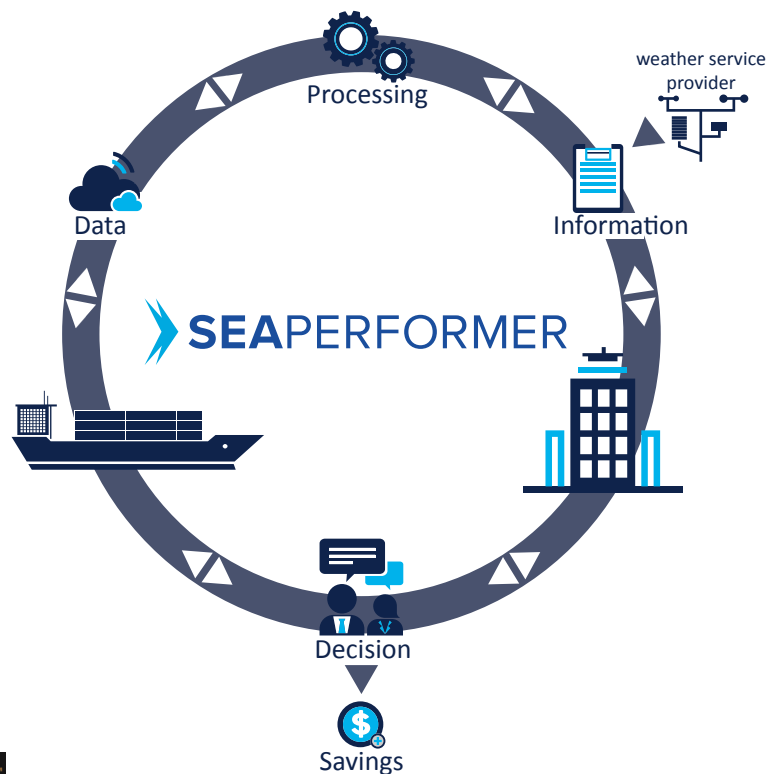 Processing
weather service
provider
Data
Information
SEAPERFORMER
Decision
$
Savings